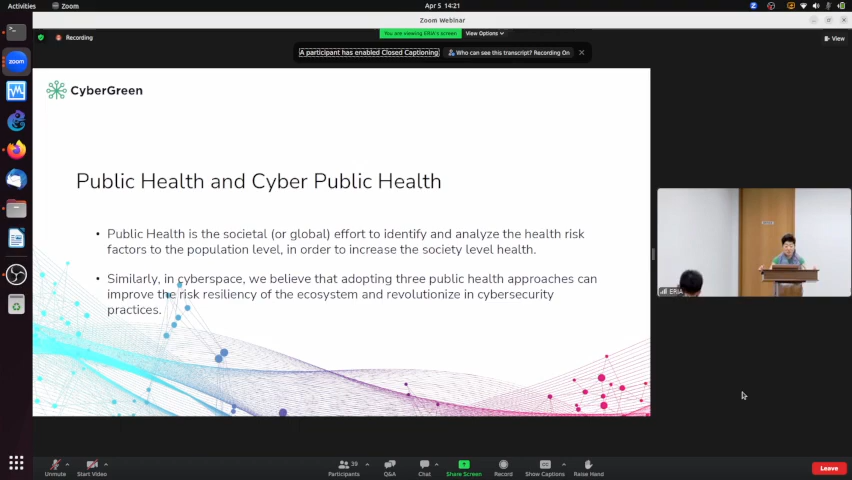 Activities
Zoom
Apr 5 14:21
Zoom Webinar
Recording
You are viewing ERIA's screen
View Options
View
A participant has enabled Closed Captioning
Who can see this transcript? Recording On
CyberGreen
Public Health and Cyber Public Health
• Public Health is the societal (or global) effort to identify and analyze the health risk
factors to the population level, in order to increase the society level health.
• Similarly, in cyberspace, we believe that adopting three public health approaches can
improve the risk resiliency of the ecosystem and revolutionize in cybersecurity
practices.
ERIA
zoom
Unmute
Start Video
39
Participants
Q&A
Chat
Share Screen
Record
Show Captions
Raise Hand
Leave